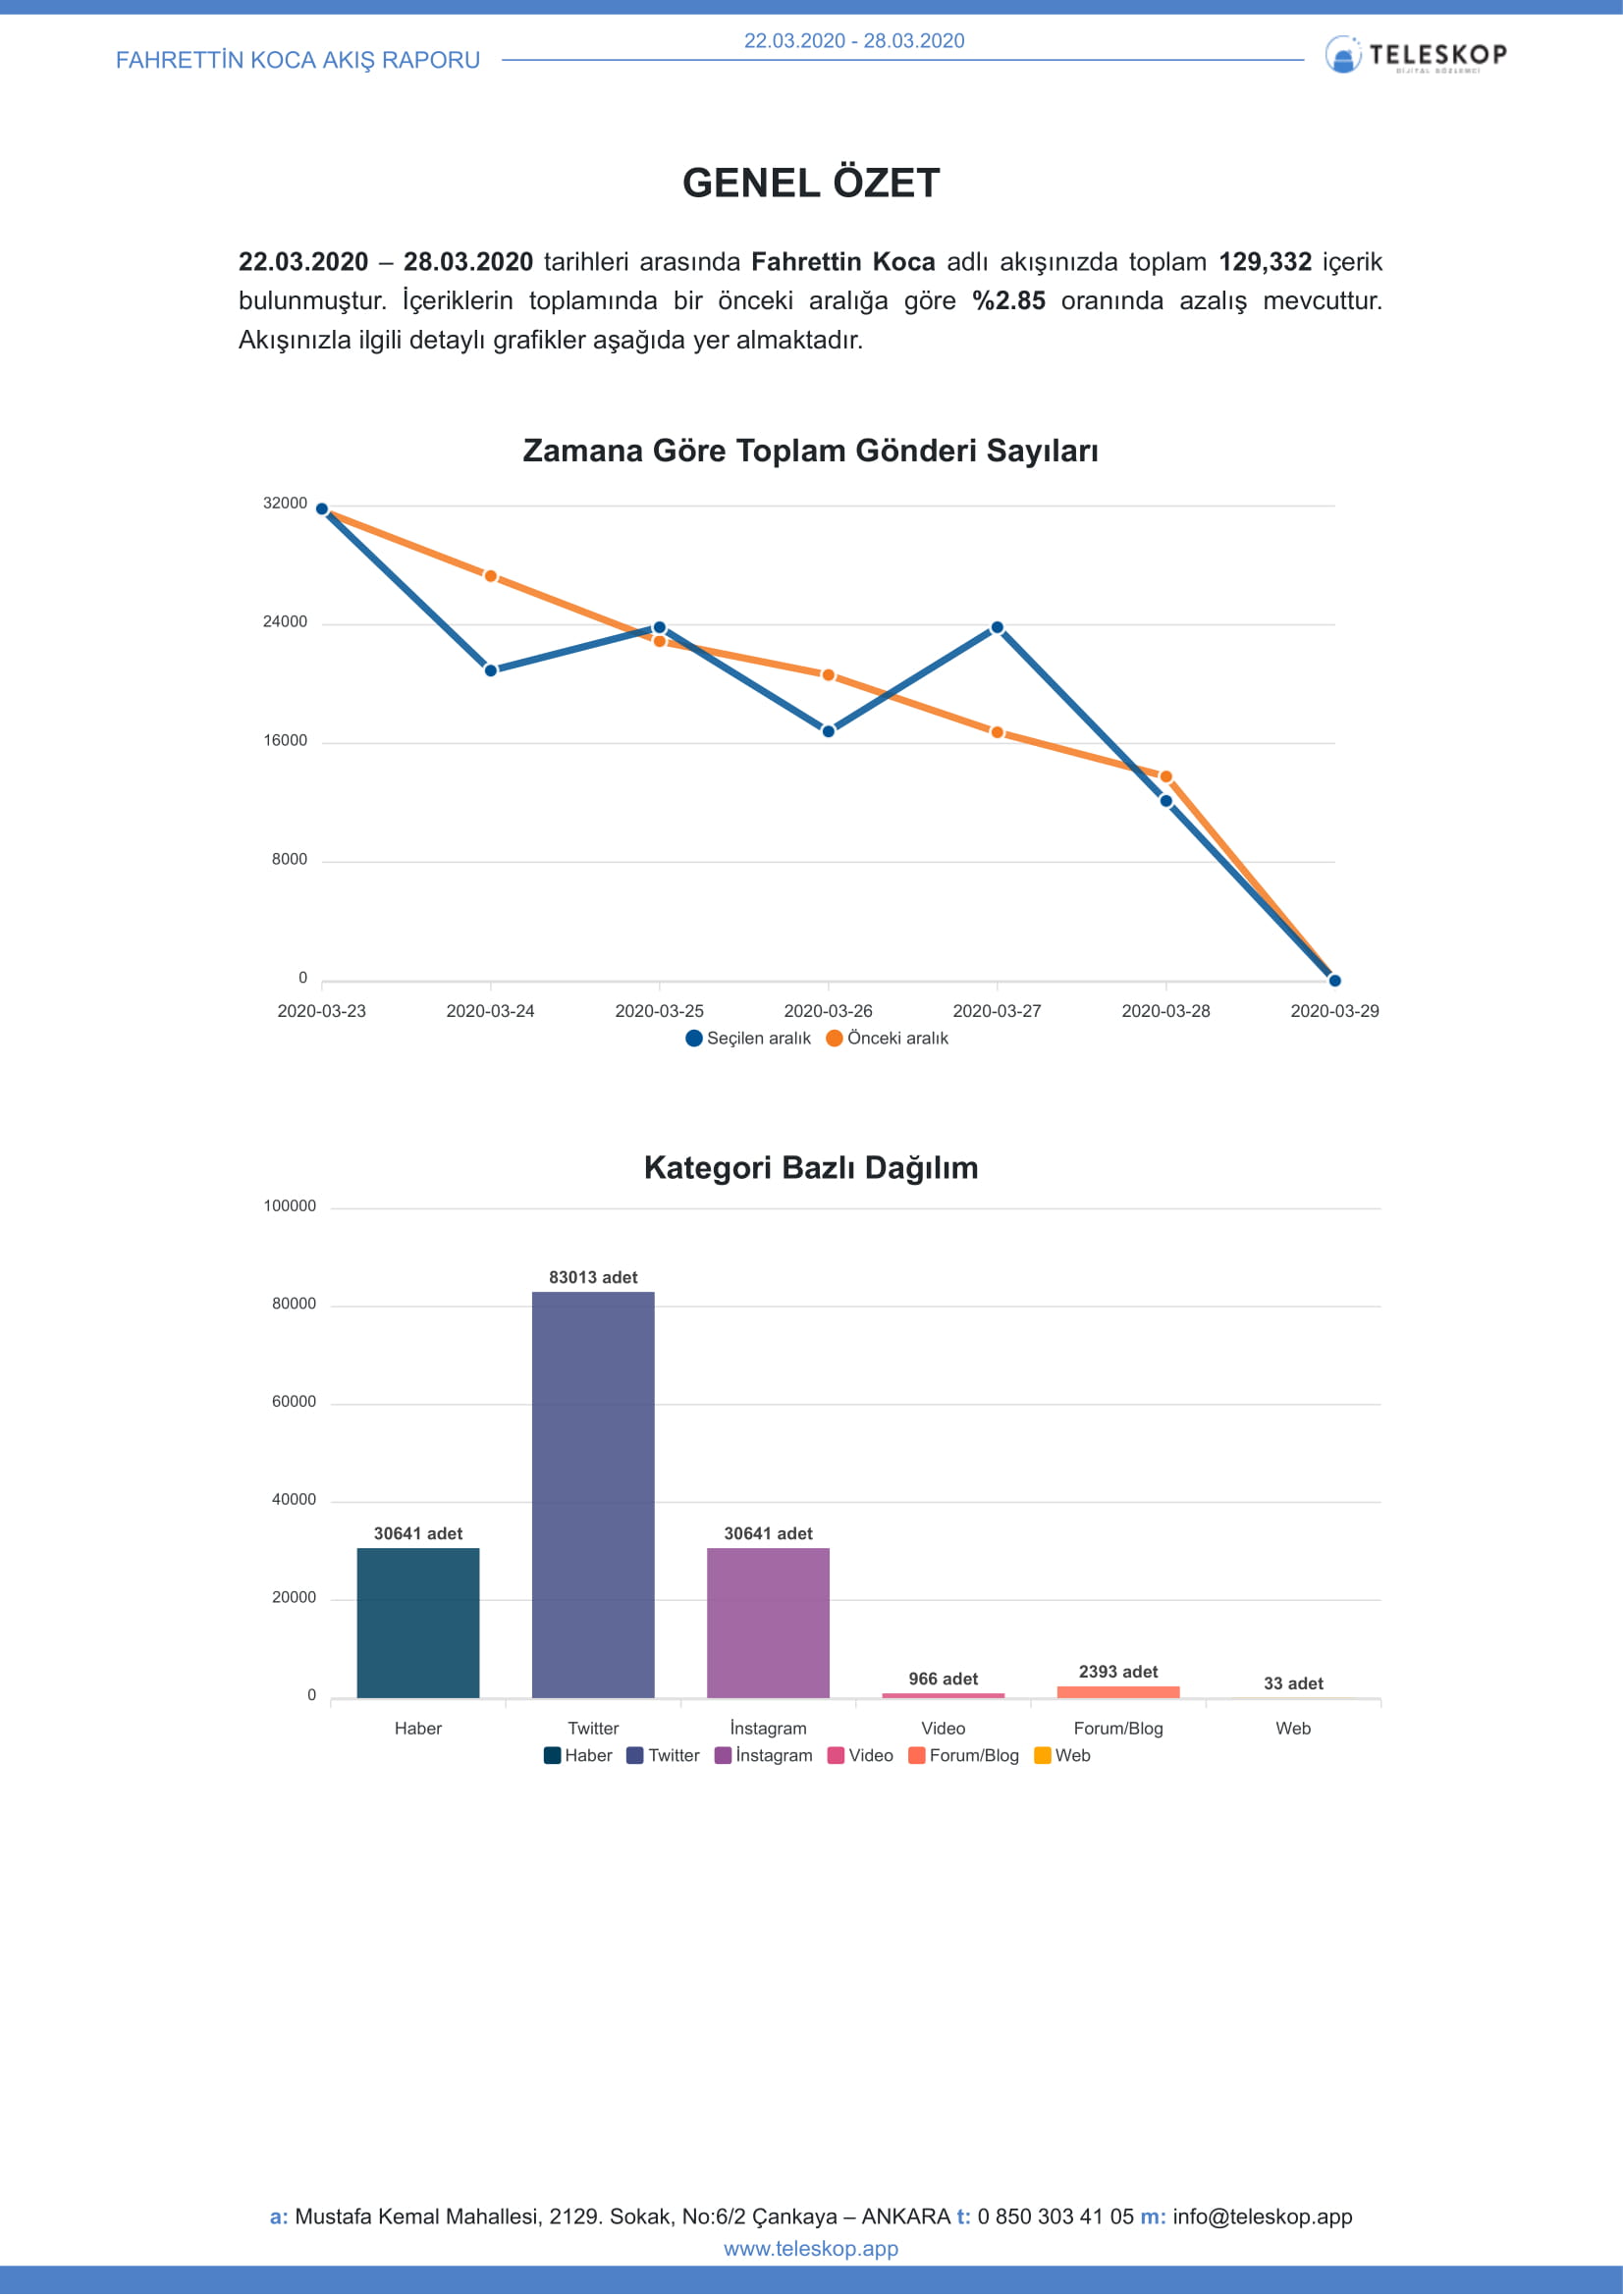 22.03.2020 - 28.03.2020
FAHRETTİN KOCA AKIŞ RAPORU
TELESKOP
DİJİTAL GÖZLEMCİ
GENEL ÖZET
22.03.2020 – 28.03.2020 tarihleri arasında Fahrettin Koca adlı akışınızda toplam 129,332 içerik
bulunmuştur. İçeriklerin toplamında bir önceki aralığa göre %2.85 oranında azalış mevcuttur.
Akışınızla ilgili detaylı grafikler aşağıda yer almaktadır.
Zamana Göre Toplam Gönderi Sayıları
32000
24000
16000
8000
0
2020-03-23 2020-03-24 2020-03-25 2020-03-26 2020-03-27 2020-03-28 2020-03-29
Seçilen aralık Önceki aralık
Kategori Bazlı Dağılım
100000
80000
60000
40000
20000
0
30641 adet
83013 adet
30641 adet
966 adet
2393 adet
33 adet
Haber Twitter İnstagram Video Forum/Blog Web
Haber Twitter İnstagram Video Forum/Blog Web
a: Mustafa Kemal Mahallesi, 2129. Sokak, No:6/2 Çankaya – ANKARA t: 0 850 303 41 05 m: info@teleskop.app
www.teleskop.app